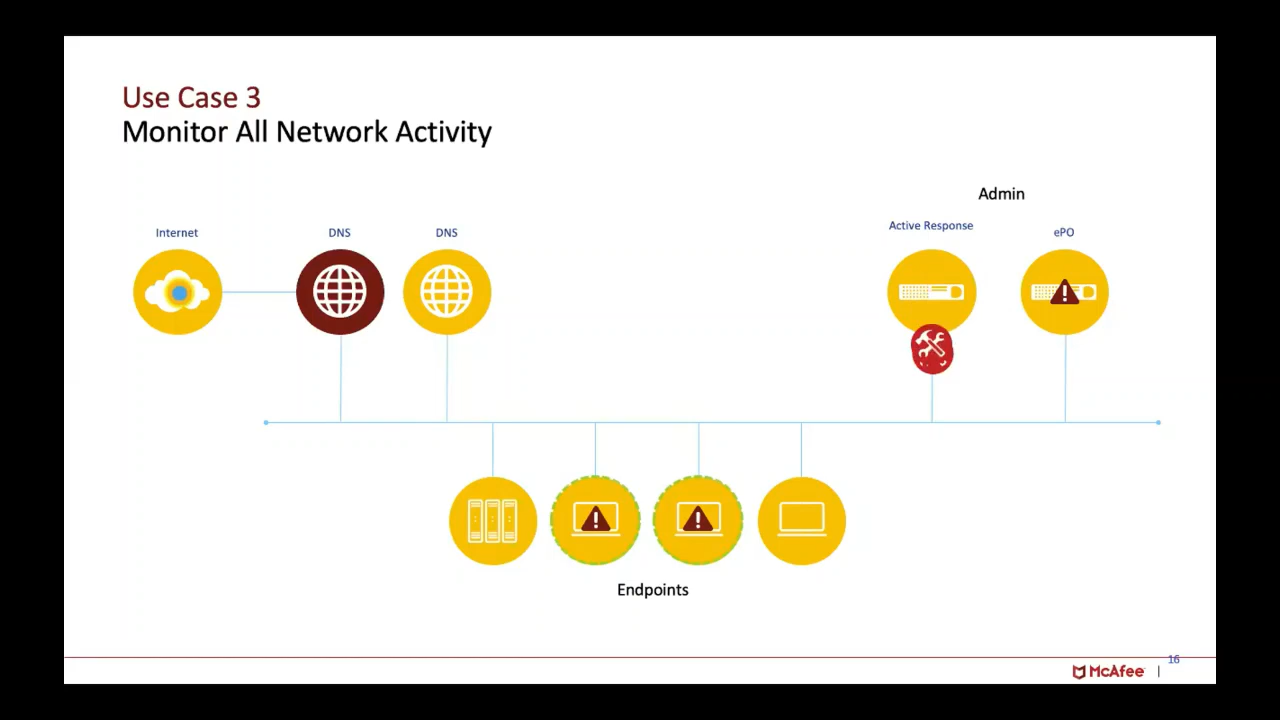 Use Case 3
Monitor All Network Activity
Admin
Internet
DNS
DNS
Active Response
ePO
!
!
!
Endpoints
16
McAfee |